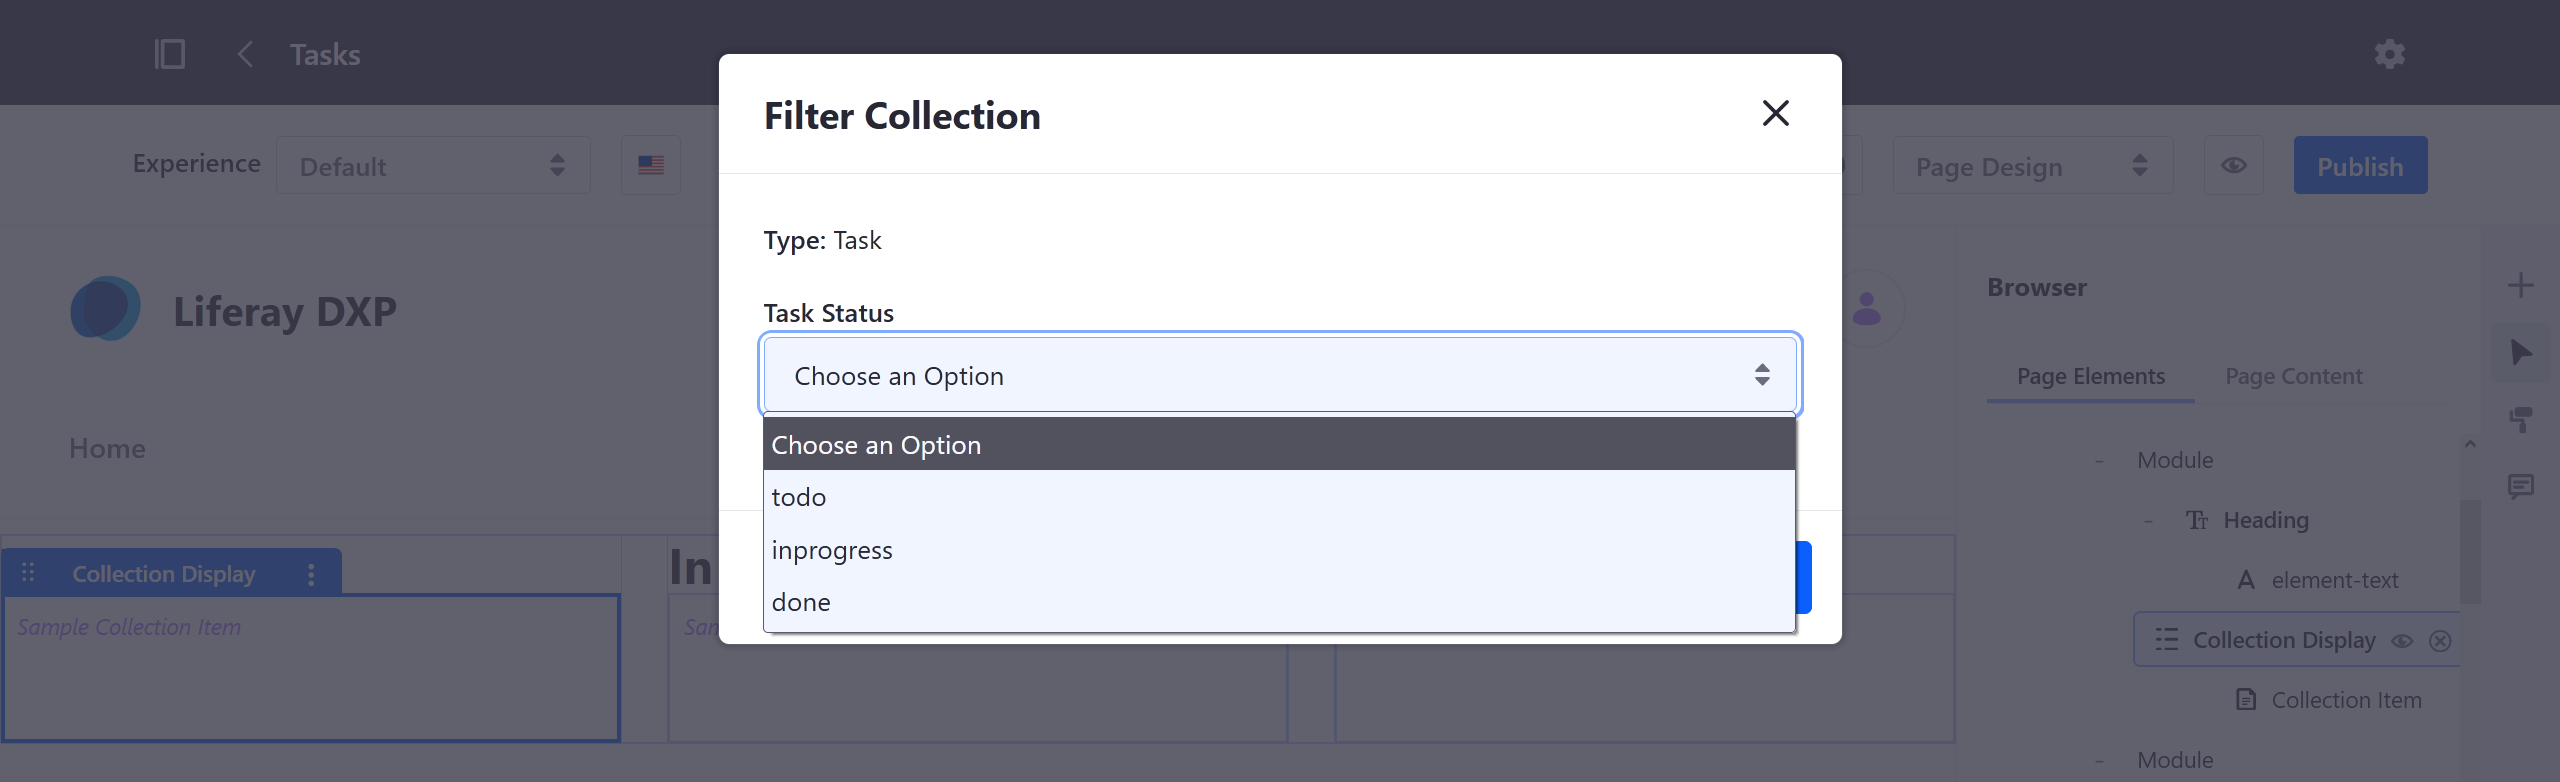 Tasks
Filter Collection
Experience
Default
Page Design
Publish
Type: Task
Liferay DXP
Task Status
Choose an Option
Choose an Option
todo
inprogress
done
Home
Browser
Page Elements
Page Content
Module
Heading
element-text
Collection Display
Collection Item
Module
Collection Display
In
Sample Collection Item
San